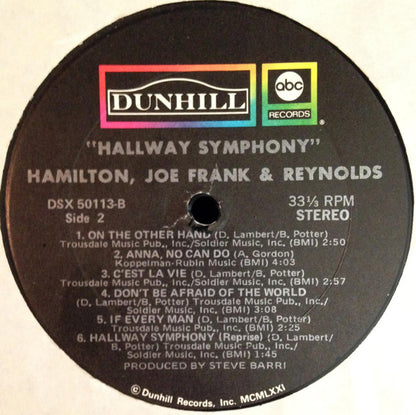 DUNHILL
abc
RECORDS
®
"HALLWAY SYMPHONY"
HAMILTON, JOE FRANK & REYNOLDS
DSX 50113-B
Side 2
33⅓ RPM
STEREO
1. ON THE OTHER HAND (D. Lambert/B. Potter)
Trousdale Music Pub., Inc./Soldier Music, Inc. (BMI) 2:50
2. ANNA, NO CAN DO (A. Gordon)
Koppelman-Rubin Music (BMI) 4:03
3. C'EST LA VIE (D. Lambert/B. Potter)
Trousdale Music Pub., Inc./Soldier Music, Inc. (BMI) 2:57
4. DON'T BE AFRAID OF THE WORLD
(D. Lambert/B. Potter) Trousdale Music Pub., Inc./
Soldier Music, Inc. (BMI) 3:08
5. IF EVERY MAN (D. Lambert/B. Potter)
Trousdale Music Pub., Inc./Soldier Music, Inc.
(BMI) 2:25
6. HALLWAY SYMPHONY (Reprise) (D. Lambert/
B. Potter) Trousdale Music Pub., Inc./
Soldier Music, Inc. (BMI) 1:45
PRODUCED BY STEVE BARRI
© Dunhill Records, Inc. MCMLXXI